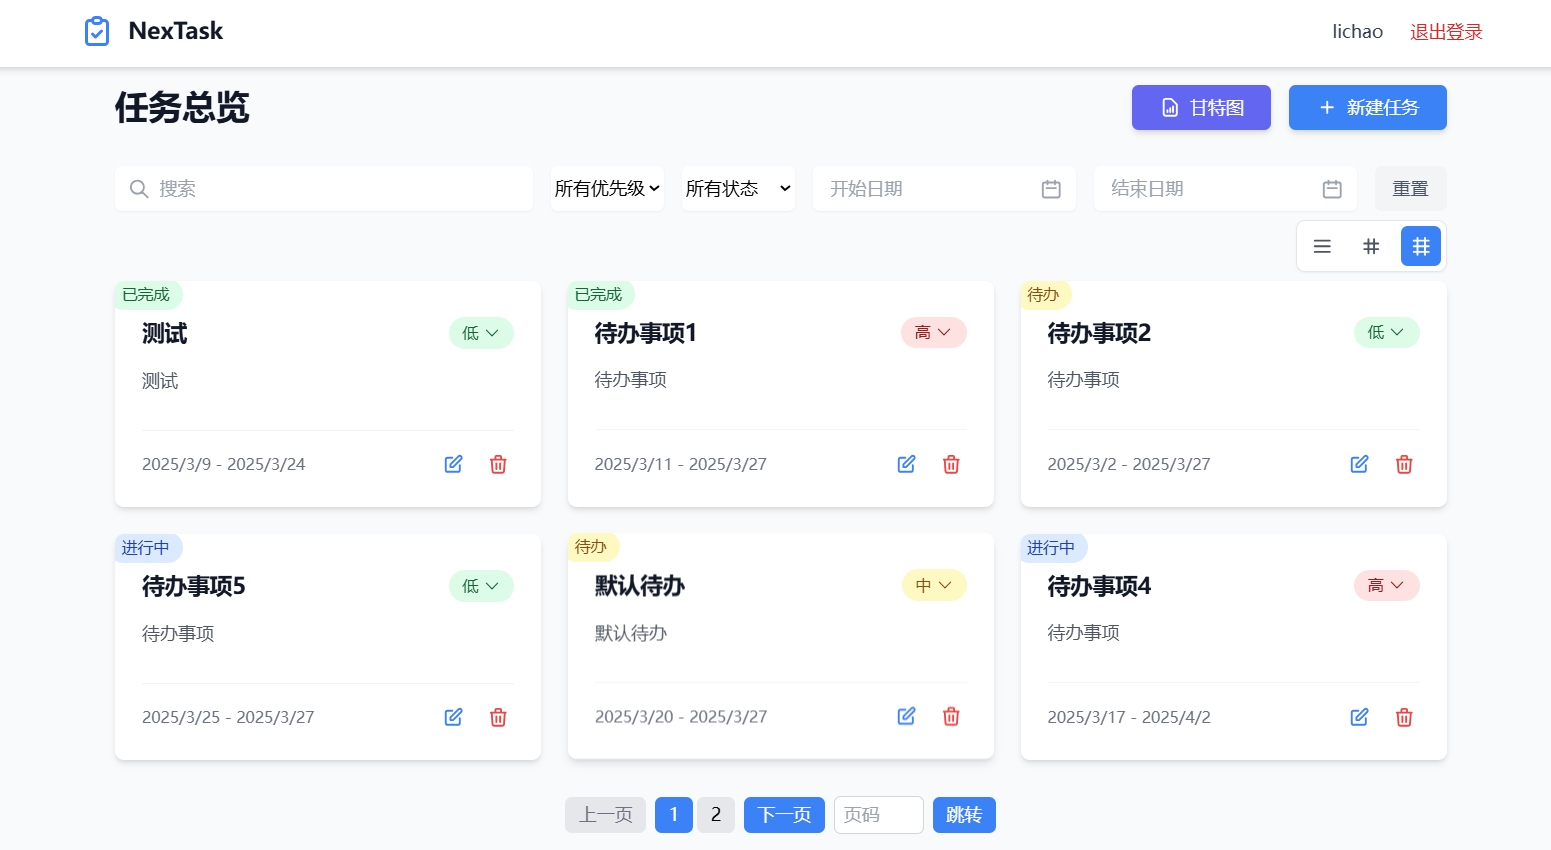 NexTask
lichao 退出登录
任务总览
甘特图
新建任务
搜索
所有优先级
所有状态
开始日期
结束日期
重置
已完成
测试
低
测试
2025/3/9 - 2025/3/24
已完成
待办事项1
高
待办事项
2025/3/11 - 2025/3/27
待办
待办事项2
低
待办事项
2025/3/2 - 2025/3/27
进行中
待办事项5
低
待办事项
2025/3/25 - 2025/3/27
待办
默认待办
中
默认待办
2025/3/20 - 2025/3/27
进行中
待办事项4
高
待办事项
2025/3/17 - 2025/4/2
上一页 1 2 下一页 页码 跳转